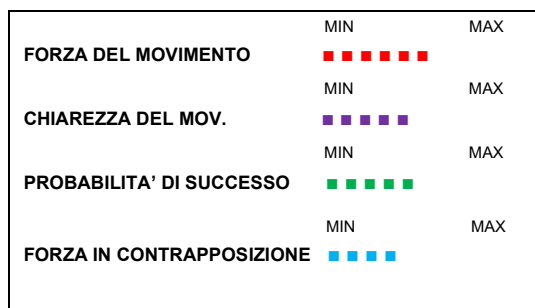 MIN MAX
FORZA DEL MOVIMENTO
MIN MAX
CHIAREZZA DEL MOV.
MIN MAX
PROBABILITA’ DI SUCCESSO
MIN MAX
FORZA IN CONTRAPPOSIZIONE